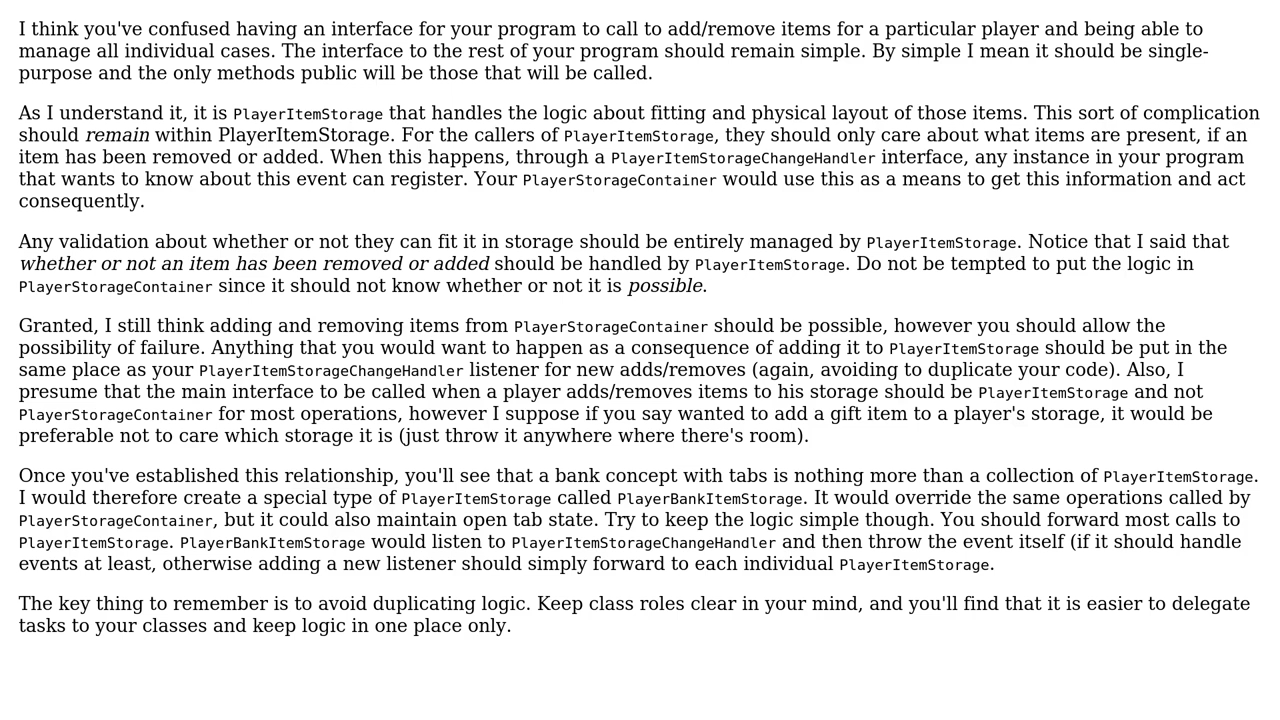 I think you've confused having an interface for your program to call to add/remove items for a particular player and being able to
manage all individual cases. The interface to the rest of your program should remain simple. By simple I mean it should be single-
purpose and the only methods public will be those that will be called.
As I understand it, it is PlayerItemStorage that handles the logic about fitting and physical layout of those items. This sort of complication
should remain within PlayerItemStorage. For the callers of PlayerItemStorage, they should only care about what items are present, if an
item has been removed or added. When this happens, through a PlayerItemStorageChangeHandler interface, any instance in your program
that wants to know about this event can register. Your PlayerStorageContainer would use this as a means to get this information and act
consequently.
Any validation about whether or not they can fit it in storage should be entirely managed by PlayerItemStorage. Notice that I said that
whether or not an item has been removed or added should be handled by PlayerItemStorage. Do not be tempted to put the logic in
PlayerStorageContainer since it should not know whether or not it is possible.
Granted, I still think adding and removing items from PlayerStorageContainer should be possible, however you should allow the
possibility of failure. Anything that you would want to happen as a consequence of adding it to PlayerItemStorage should be put in the
same place as your PlayerItemStorageChangeHandler listener for new adds/removes (again, avoiding to duplicate your code). Also, I
presume that the main interface to be called when a player adds/removes items to his storage should be PlayerItemStorage and not
PlayerStorageContainer for most operations, however I suppose if you say wanted to add a gift item to a player's storage, it would be
preferable not to care which storage it is (just throw it anywhere where there's room).
Once you've established this relationship, you'll see that a bank concept with tabs is nothing more than a collection of PlayerItemStorage.
I would therefore create a special type of PlayerItemStorage called PlayerBankItemStorage. It would override the same operations called by
PlayerStorageContainer, but it could also maintain open tab state. Try to keep the logic simple though. You should forward most calls to
PlayerItemStorage. PlayerBankItemStorage would listen to PlayerItemStorageChangeHandler and then throw the event itself (if it should handle
events at least, otherwise adding a new listener should simply forward to each individual PlayerItemStorage.
The key thing to remember is to avoid duplicating logic. Keep class roles clear in your mind, and you'll find that it is easier to delegate
tasks to your classes and keep logic in one place only.